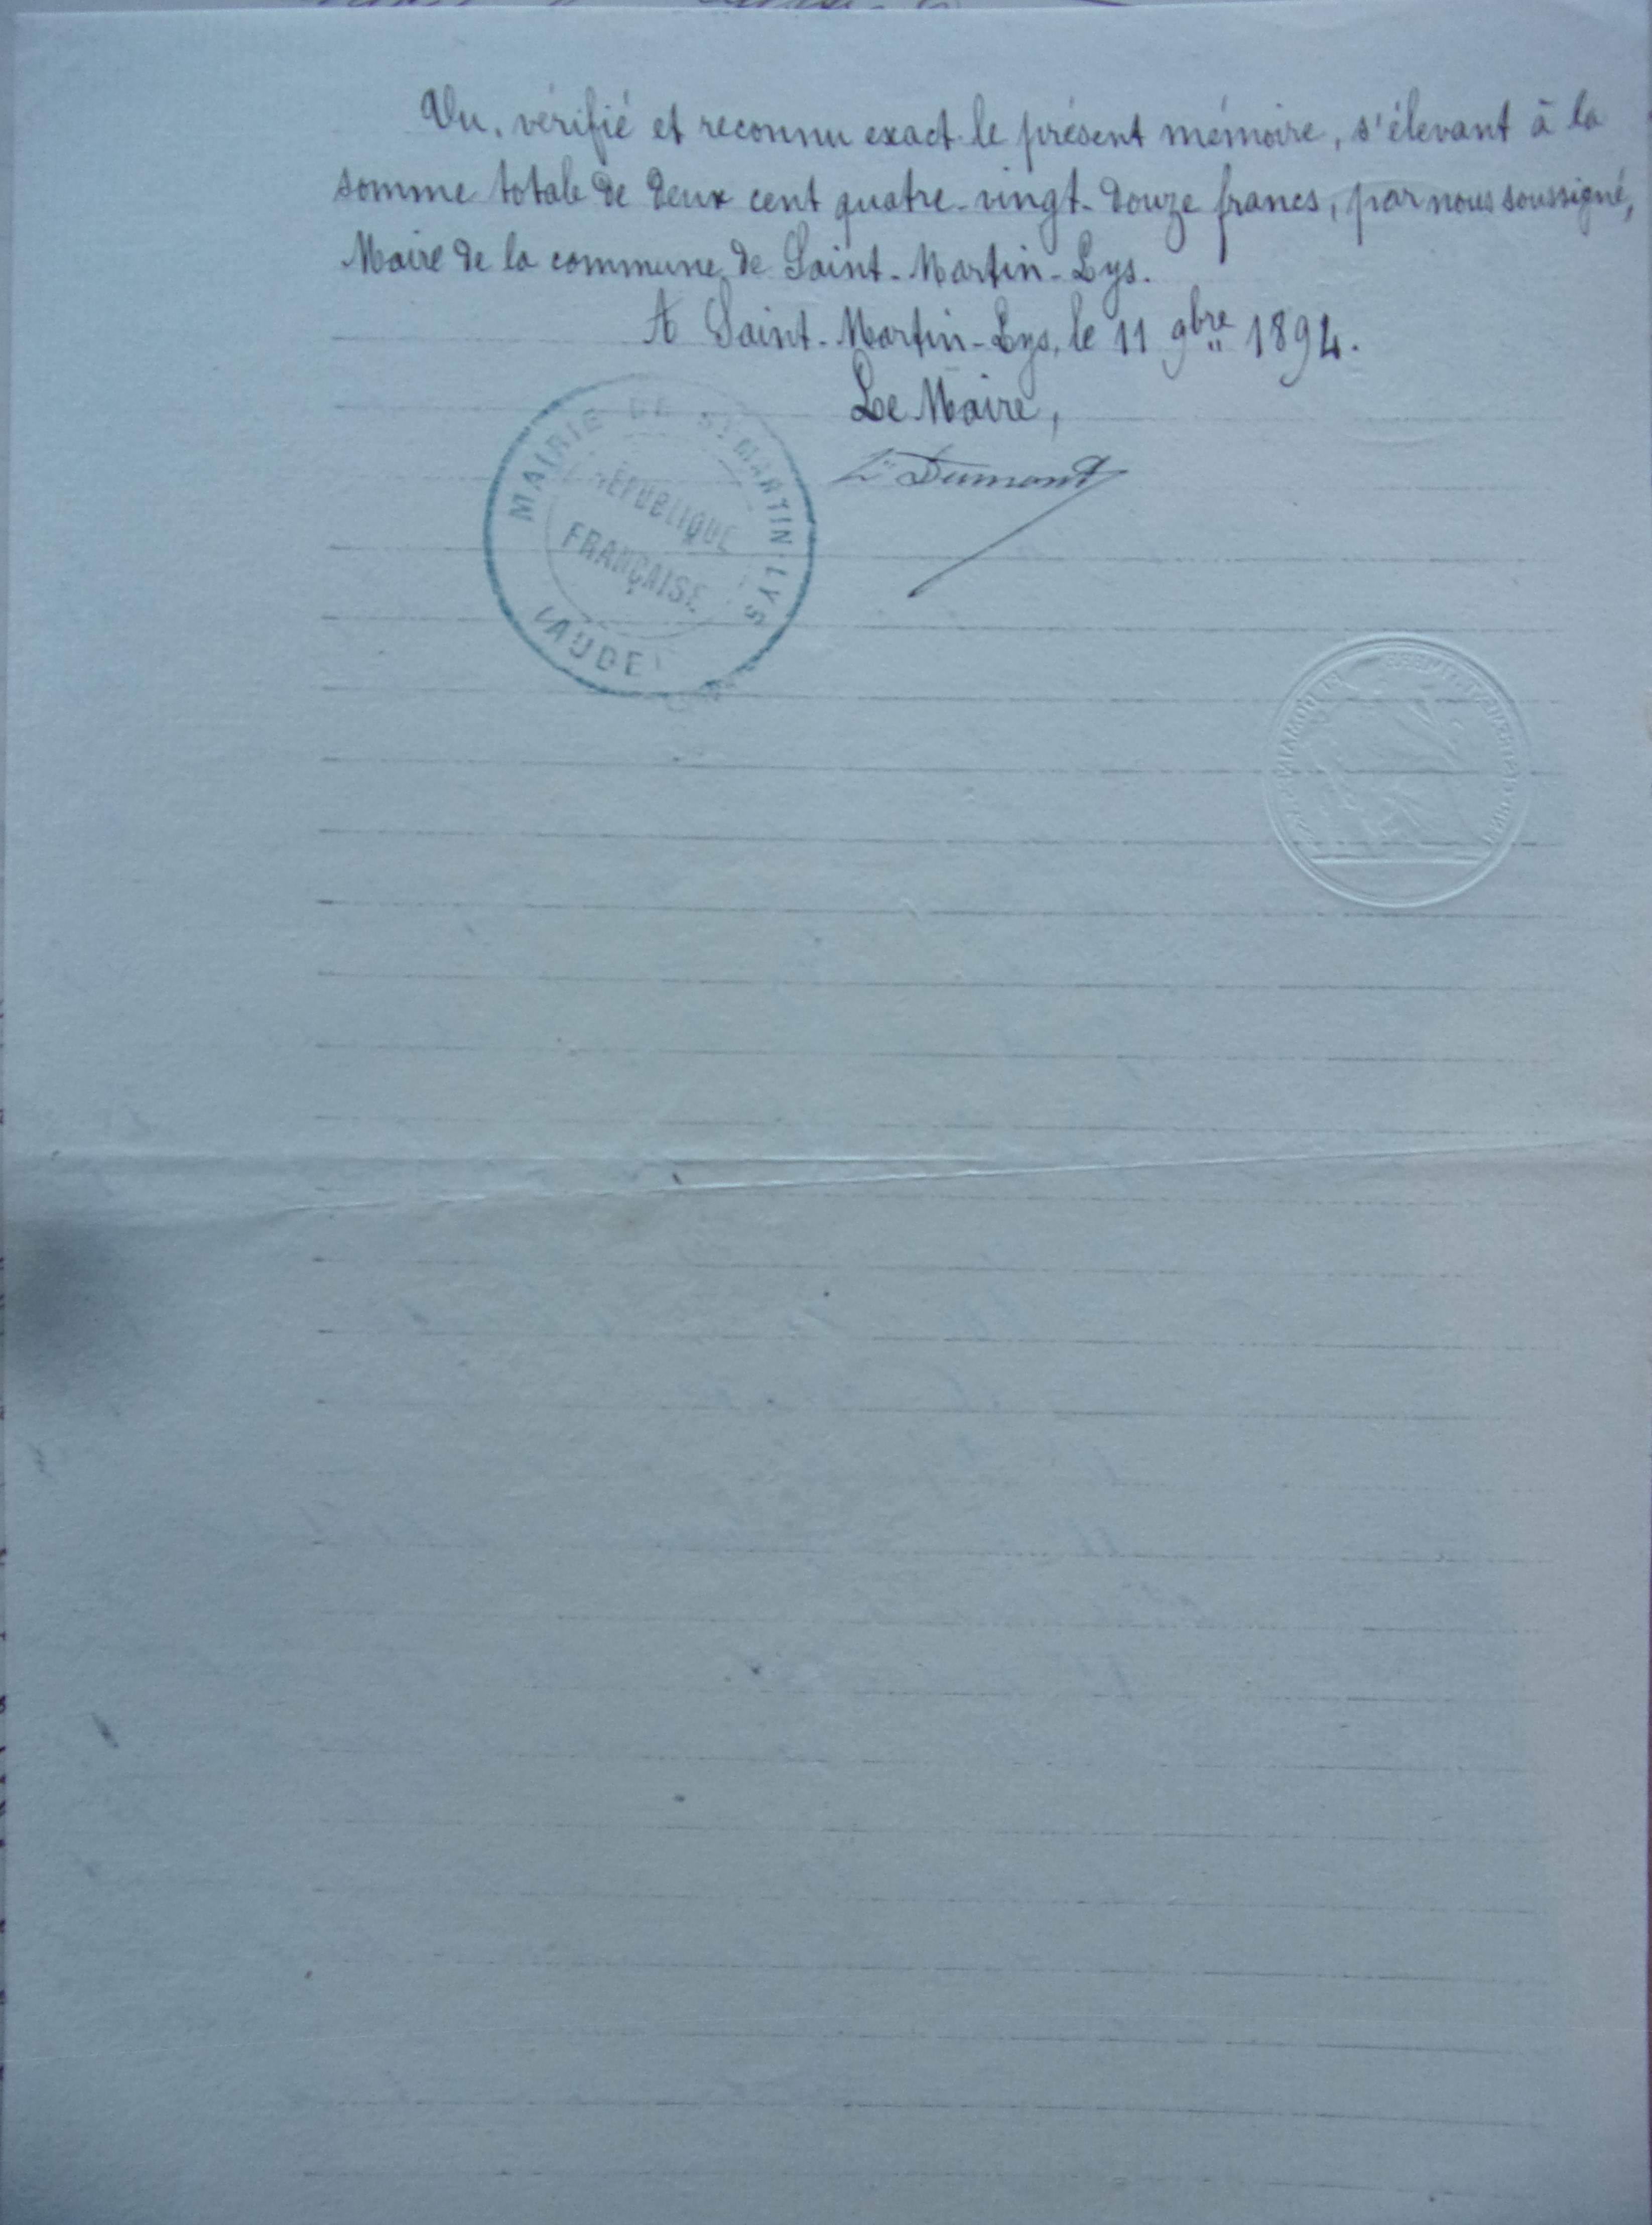 Vu, vérifié et reconnu exact le présent mémoire, s'élevant à la
somme totale de deux cent quatre-vingt-douze francs, par nous soussigné,
Maire de la commune de Saint-Martin-Lys.
A Saint-Martin-Lys, le 11 9bre 1894.
Le Maire,
Dumont
MAIRIE DE ST MARTIN-LYS
RÉPUBLIQUE
FRANÇAISE
(AUDE)